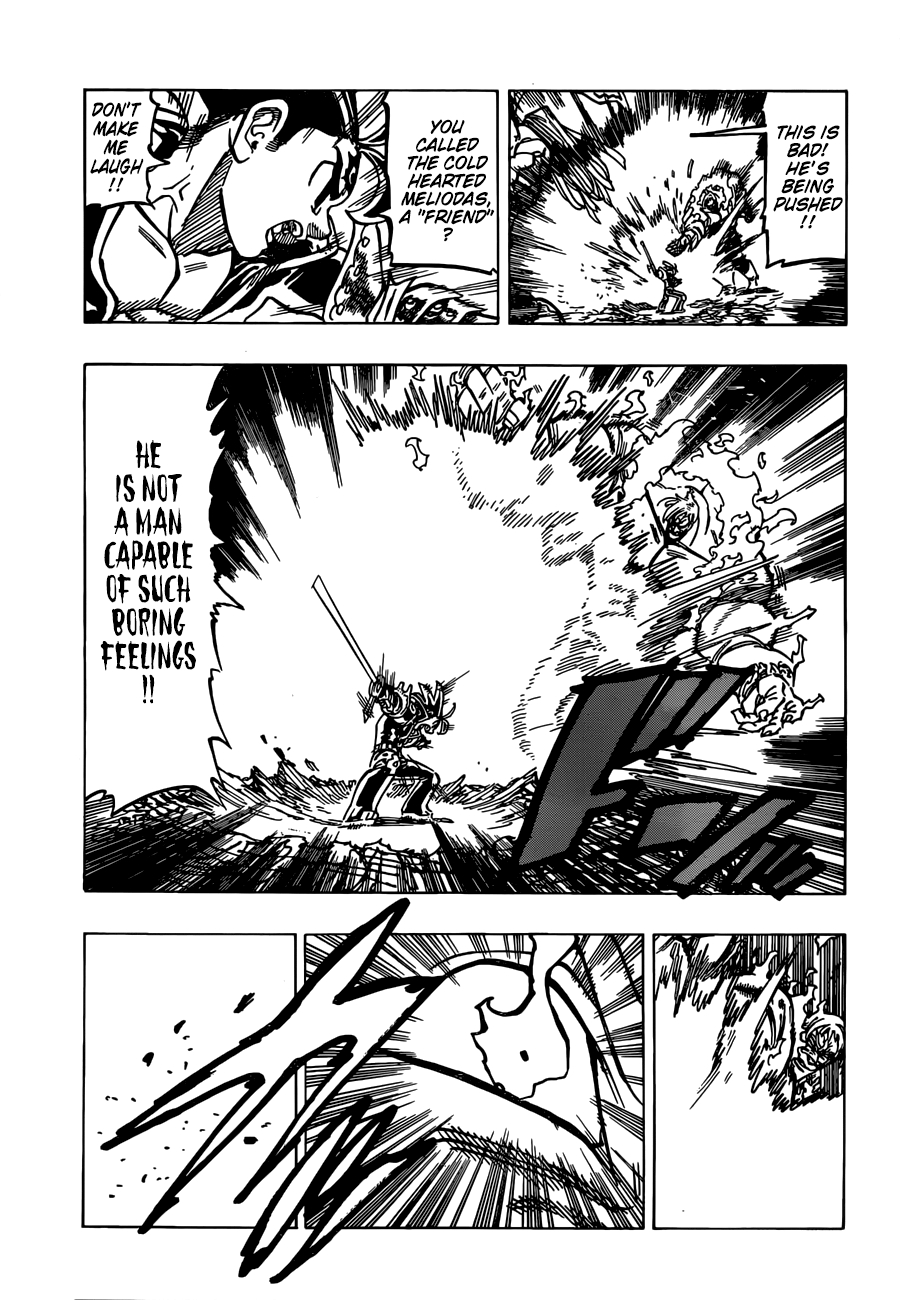 THIS IS
BAD!
HE'S
BEING
PUSHED
!!
YOU
CALLED
THE COLD
HEARTED
MELIODAS,
A "FRIEND"
?
DON'T
MAKE
ME
LAUGH
!!
HE
IS NOT
A MAN
CAPABLE
OF SUCH
BORING
FEELINGS
!!